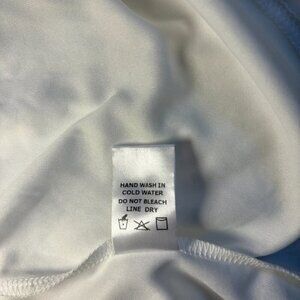 HAND WASH IN
COLD WATER
DO NOT BLEACH
LINE DRY